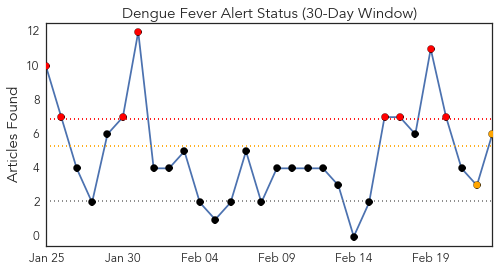 Dengue Fever Alert Status (30-Day Window)
Articles Found
12
10
8
6
4
2
0
Jan 25 Jan 30 Feb 04 Feb 09 Feb 14 Feb 19